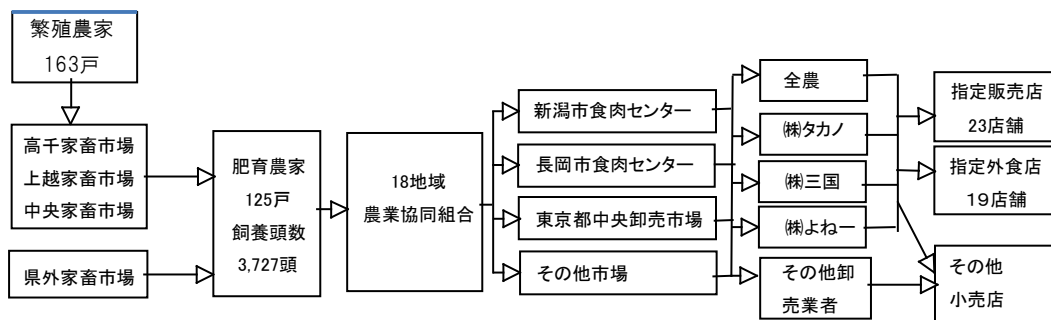 繁殖農家
163戸
高千家畜市場
上越家畜市場
中央家畜市場
県外家畜市場
肥育農家
125戸
飼養頭数
3,727頭
18地域
農業協同組合
新潟市食肉センター
長岡市食肉センター
東京都中央卸売市場
その他市場
全農
㈱タカノ
㈱三国
㈱よねー
その他卸
売業者
指定販売店
23店舗
指定外食店
19店舗
その他
小売店